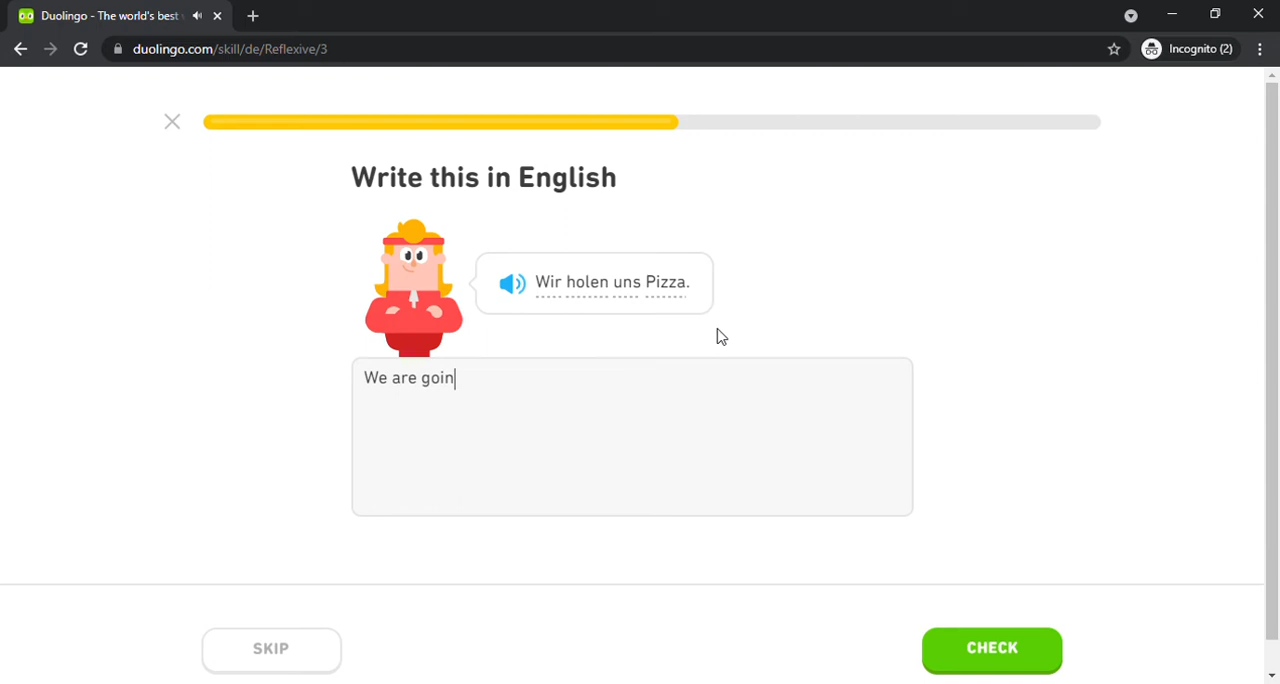 Duolingo - The world's best
duolingo.com/skill/de/Reflexive/3
Incognito (2)
Write this in English
Wir holen uns Pizza.
We are goin
SKIP
CHECK